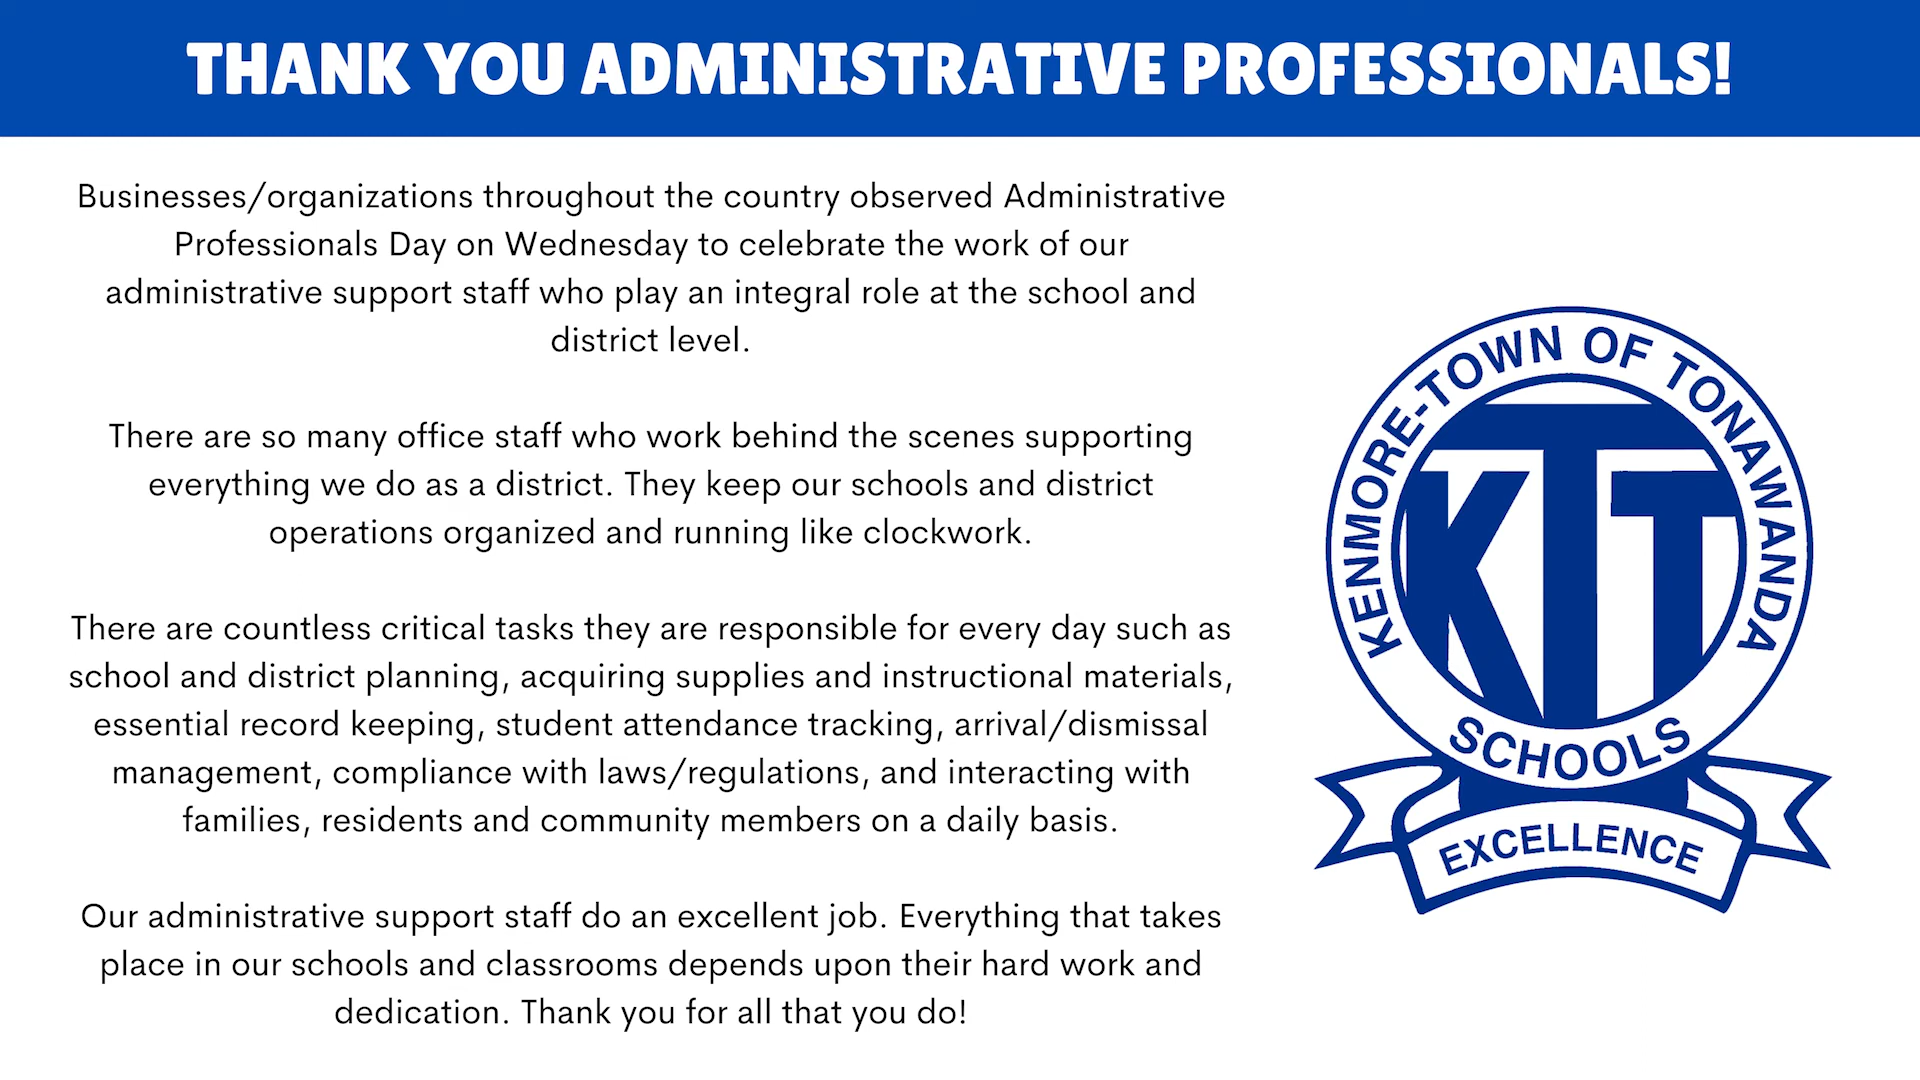 THANK YOU ADMINISTRATIVE PROFESSIONALS!
Businesses/organizations throughout the country observed Administrative
Professionals Day on Wednesday to celebrate the work of our
administrative support staff who play an integral role at the school and
district level.
There are so many office staff who work behind the scenes supporting
everything we do as a district. They keep our schools and district
operations organized and running like clockwork.
There are countless critical tasks they are responsible for every day such as
school and district planning, acquiring supplies and instructional materials,
essential record keeping, student attendance tracking, arrival/dismissal
management, compliance with laws/regulations, and interacting with
families, residents and community members on a daily basis.
Our administrative support staff do an excellent job. Everything that takes
place in our schools and classrooms depends upon their hard work and
dedication. Thank you for all that you do!
KENMORE-TOWN OF TONAWANDA
KTT
SCHOOLS
EXCELLENCE